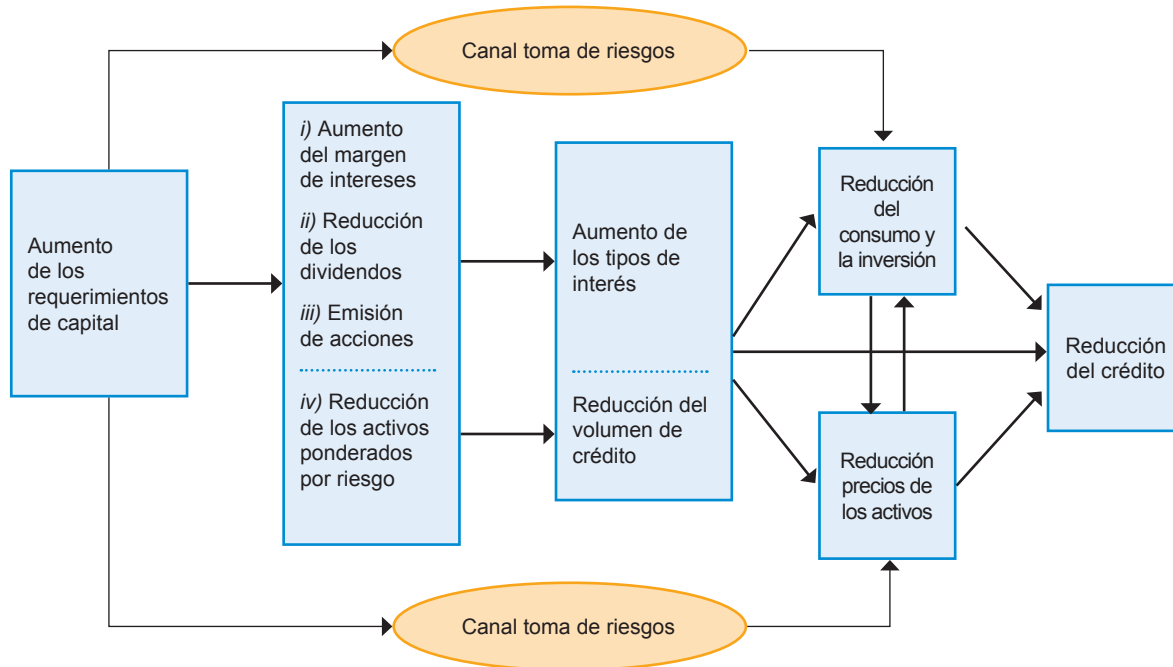 Canal toma de riesgos
Aumento
de los
requerimientos
de capital
i) Aumento
del margen
de intereses
ii) Reducción
de los
dividendos
iii) Emisión
de acciones
iv) Reducción
de los activos
ponderados
por riesgo
Aumento de
los tipos de
interés
Reducción del
volumen de
crédito
Reducción
del
consumo y
la inversión
Reducción
precios de
los activos
Reducción
del crédito
Canal toma de riesgos